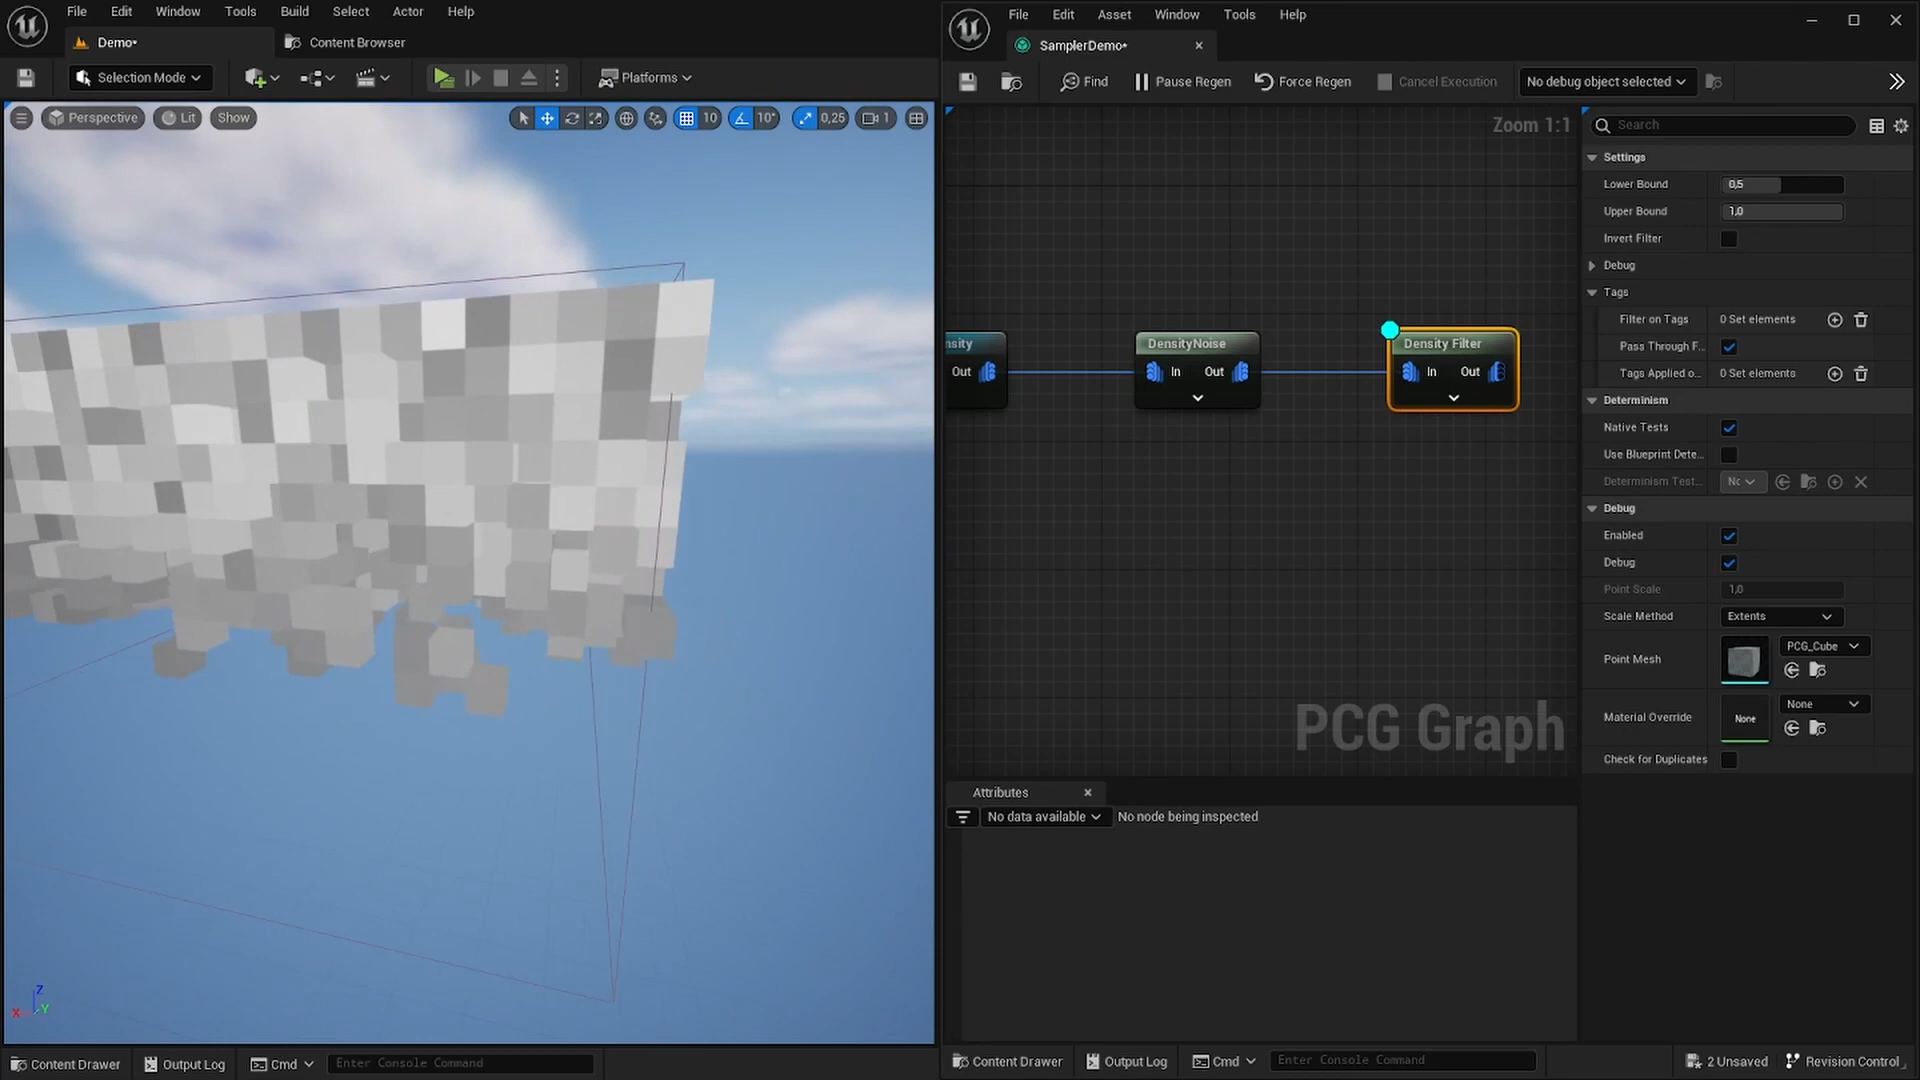 File Edit Window Tools Build Select Actor Help
Demo•
Content Browser
Selection Mode
Platforms
Perspective
Lit
Show
10
10°
0,25
1
Z
X
Y
Content Drawer
Output Log
Cmd
Enter Console Command
File Edit Asset Window Tools Help
SamplerDemo•
Find
Pause Regen
Force Regen
Cancel Execution
No debug object selected
Zoom 1:1
nsity
Out
DensityNoise
In Out
Density Filter
In Out
PCG Graph
Attributes
No data available
No node being inspected
Search
Settings
Lower Bound 0,5
Upper Bound 1,0
Invert Filter
Debug
Tags
Filter on Tags 0 Set elements
Pass Through F...
Tags Applied o... 0 Set elements
Determinism
Native Tests
Use Blueprint Dete...
Determinism Test... Nc
Debug
Enabled
Debug
Point Scale 1,0
Scale Method Extents
Point Mesh PCG_Cube
Material Override None None
Check for Duplicates
Content Drawer
Output Log
Cmd
Enter Console Command
2 Unsaved
Revision Control